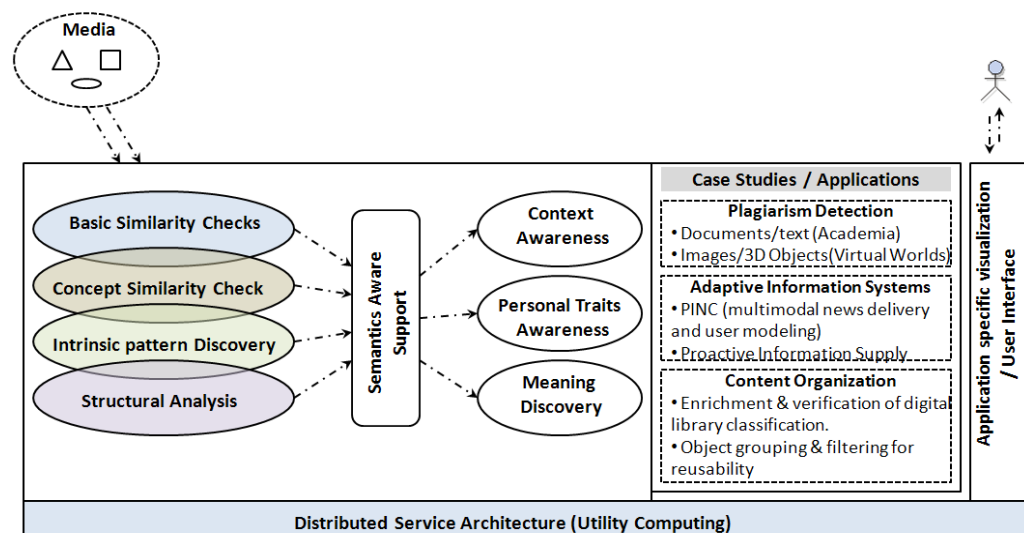 Media
Basic Similarity Checks
Concept Similarity Check
Intrinsic pattern Discovery
Structural Analysis
Semantics Aware
Support
Context
Awareness
Personal Traits
Awareness
Meaning
Discovery
Case Studies / Applications
Plagiarism Detection
• Documents/text (Academia)
• Images/3D Objects(Virtual Worlds)
Adaptive Information Systems
• PINC (multimodal news delivery
and user modeling)
• Proactive Information Supply
Content Organization
• Enrichment & verification of digital
library classification.
• Object grouping & filtering for
reusability
Application specific visualization
/ User Interface
Distributed Service Architecture (Utility Computing)